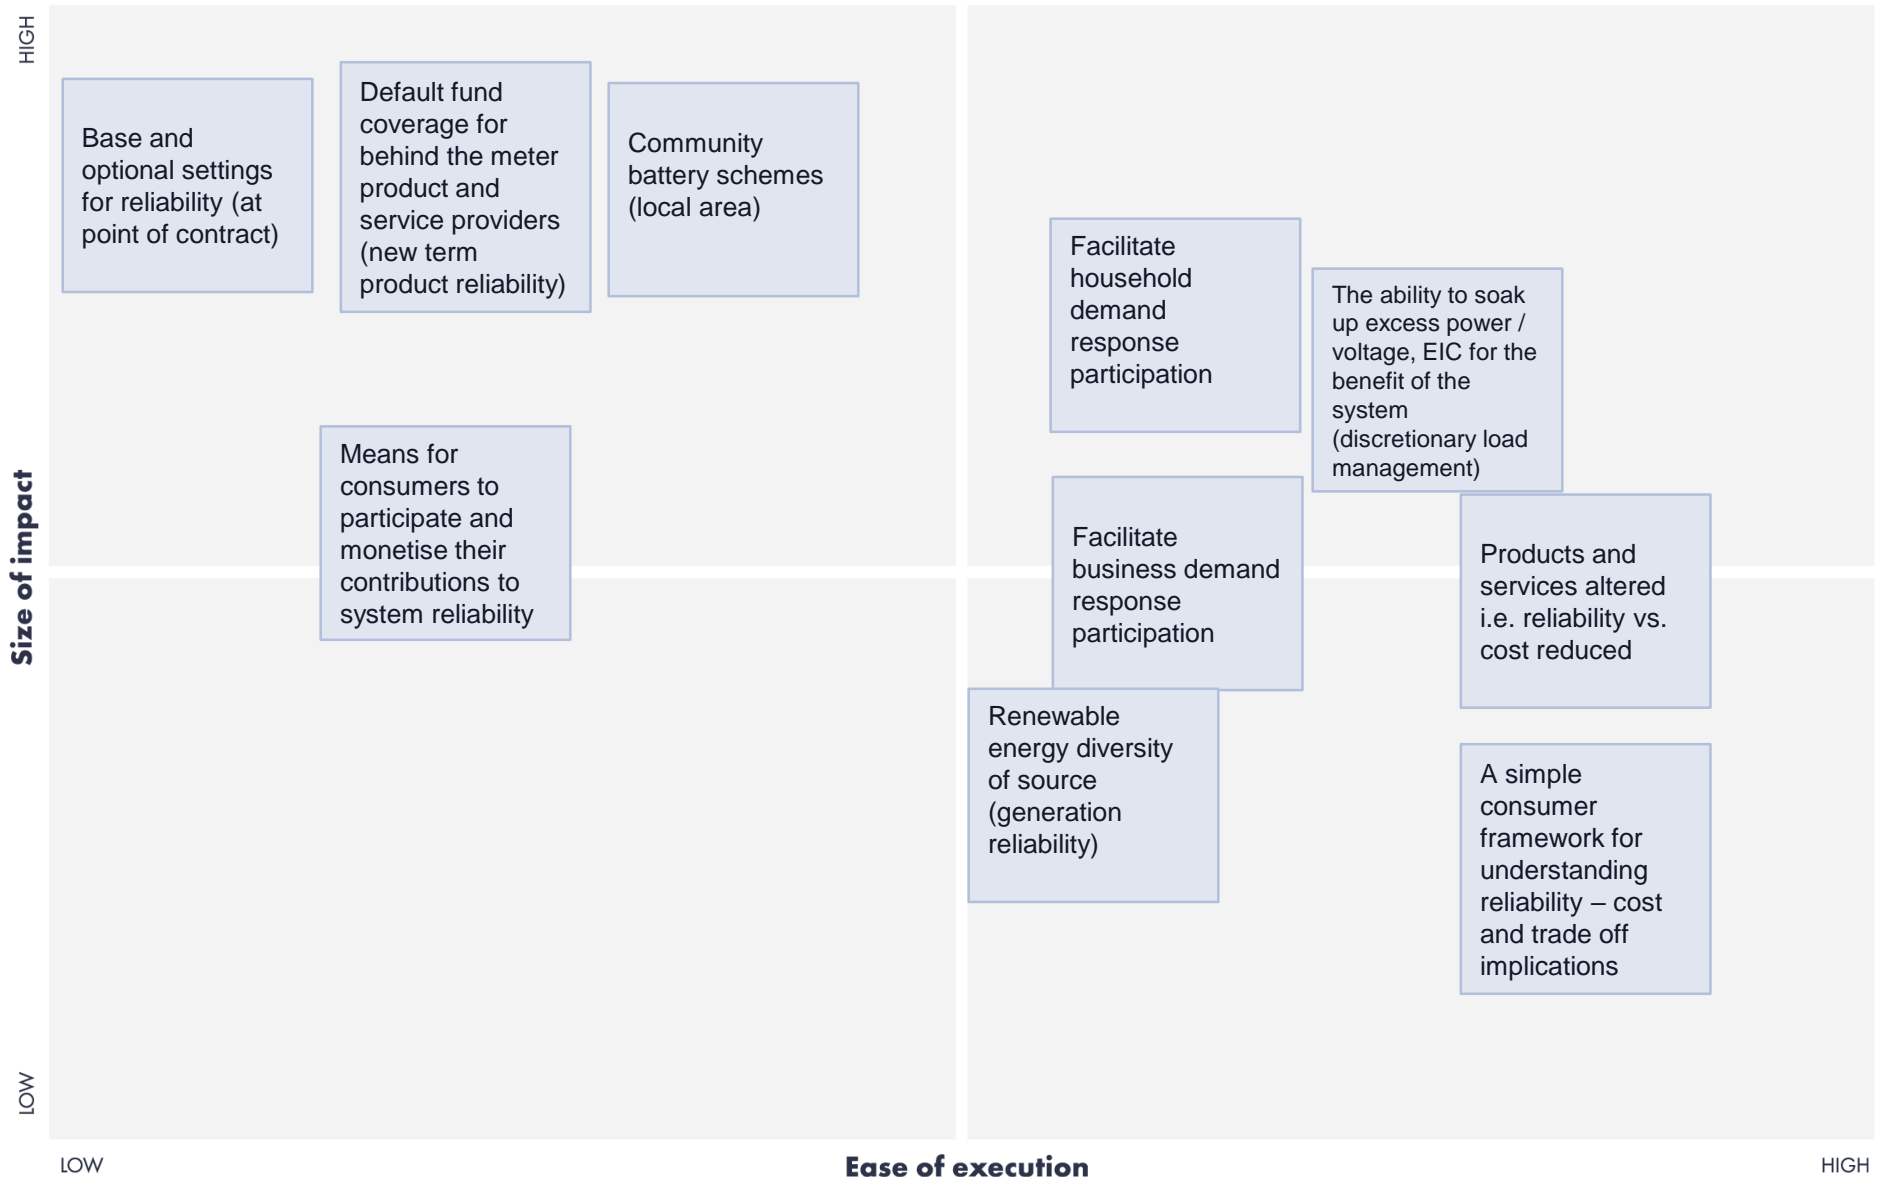 HIGH
Base and
optional settings
for reliability (at
point of contract)
Default fund
coverage for
behind the meter
product and
service providers
(new term
product reliability)
Community
battery schemes
(local area)
Facilitate
household
demand
response
participation
The ability to soak
up excess power /
voltage, EIC for the
benefit of the
system
(discretionary load
management)
Means for
consumers to
participate and
monetise their
contributions to
system reliability
Facilitate
business demand
response
participation
Products and
services altered
i.e. reliability vs.
cost reduced
Renewable
energy diversity
of source
(generation
reliability)
A simple
consumer
framework for
understanding
reliability – cost
and trade off
implications
Size of impact
LOW
LOW
Ease of execution
HIGH